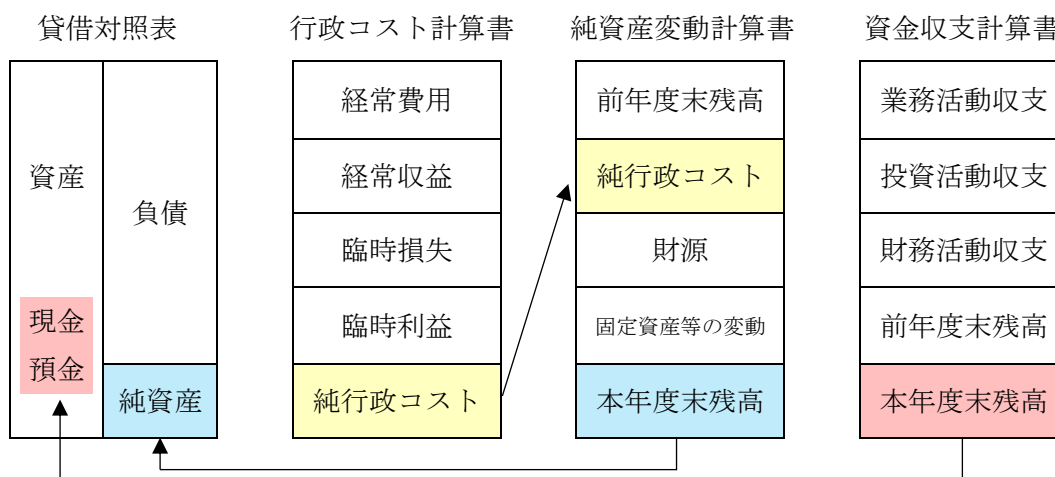 貸借対照表
資産
現金
預金
負債
純資産
行政コスト計算書
経常費用
経常収益
臨時損失
臨時利益
純行政コスト
純資産変動計算書
前年度末残高
純行政コスト
財源
固定資産等の変動
本年度末残高
資金収支計算書
業務活動収支
投資活動収支
財務活動収支
前年度末残高
本年度末残高